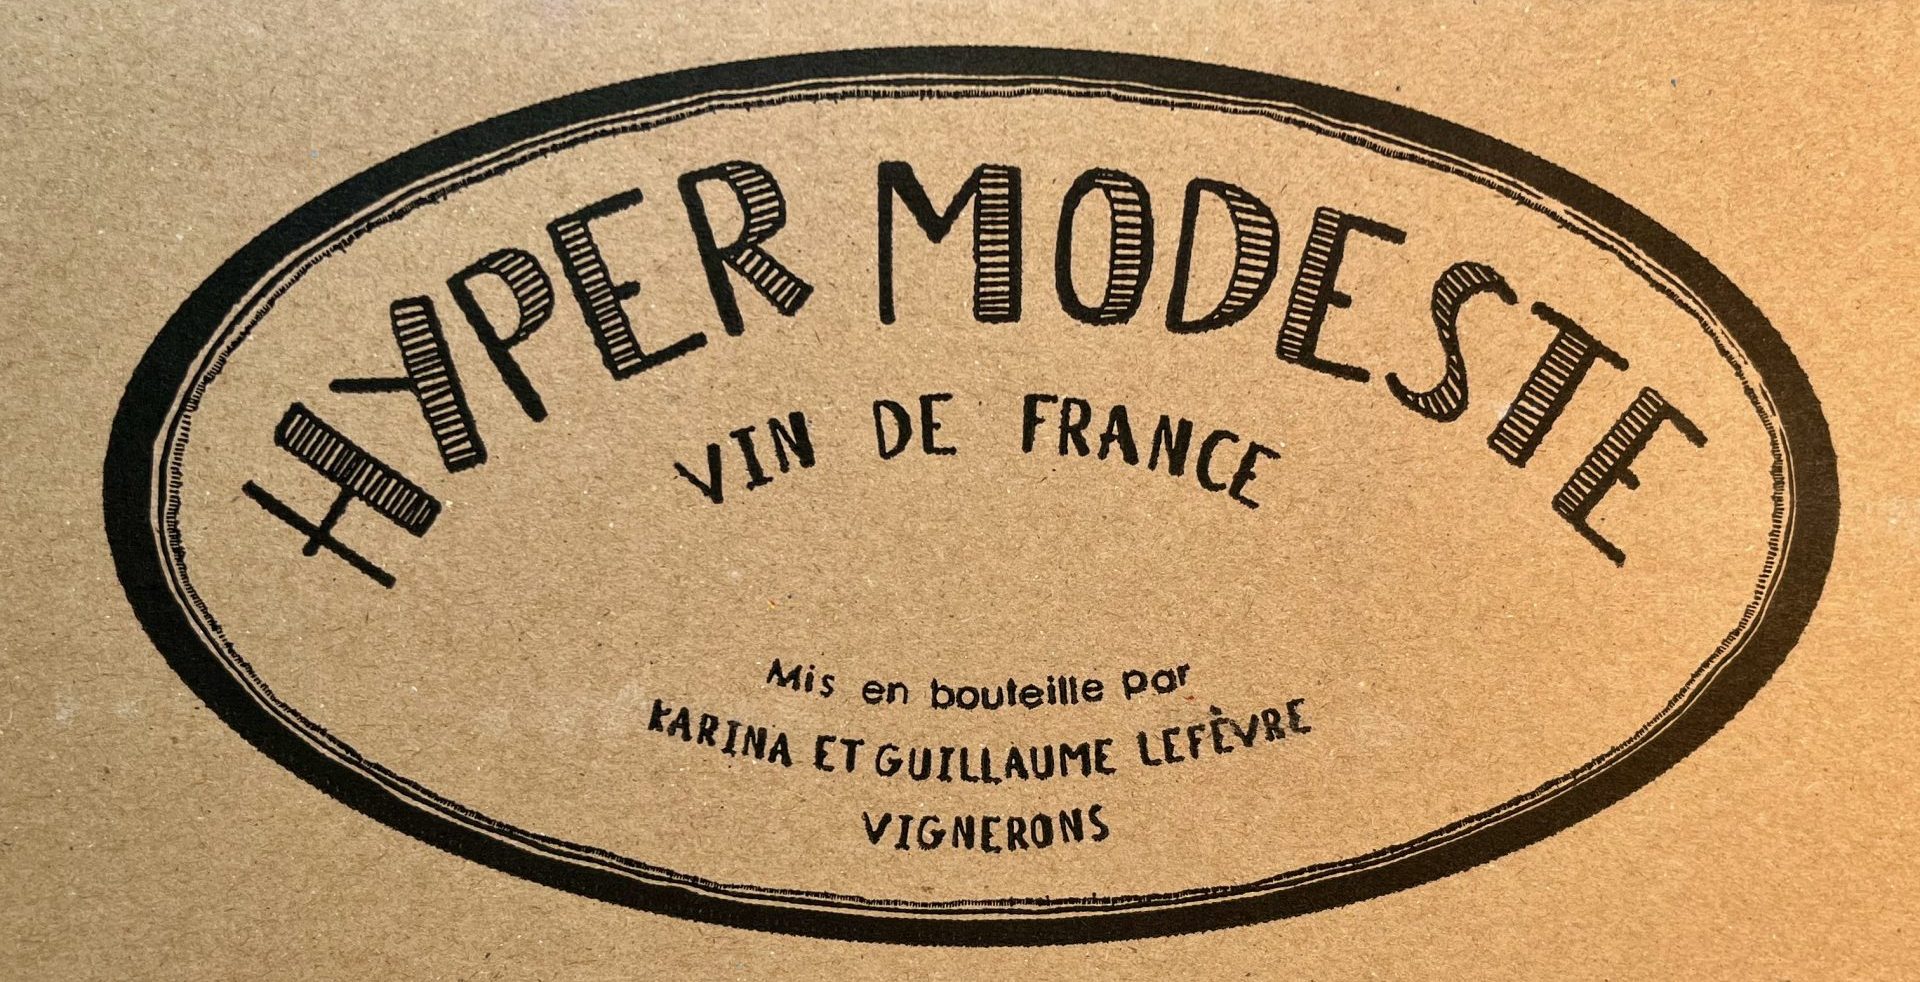 HYPER MODESTE
VIN DE FRANCE
Mis en bouteille par
KARINA ET GUILLAUME LEFÈVRE
VIGNERONS